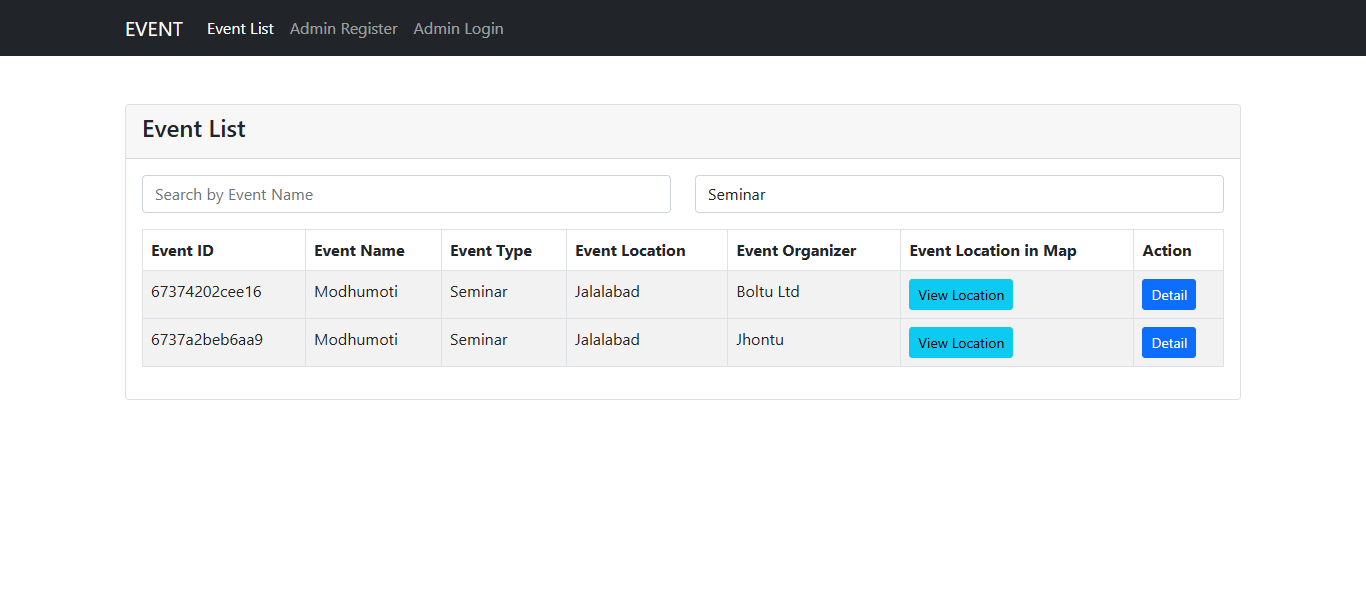 EVENT Event List Admin Register Admin Login
Event List
Search by Event Name Seminar
Event ID Event Name Event Type Event Location Event Organizer Event Location in Map Action
67374202cee16 Modhumoti Seminar Jalalabad Boltu Ltd View Location Detail
6737a2beb6aa9 Modhumoti Seminar Jalalabad Jhontu View Location Detail